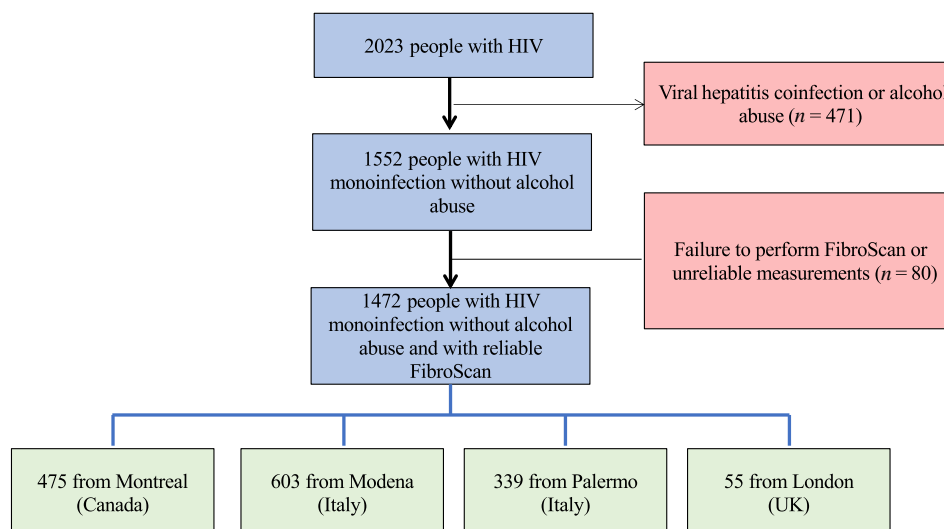 2023 people with HIV
Viral hepatitis coinfection or alcohol
abuse (n = 471)
1552 people with HIV
monoinfection without alcohol
abuse
Failure to perform FibroScan or
unreliable measurements (n = 80)
1472 people with HIV
monoinfection without alcohol
abuse and with reliable
FibroScan
475 from Montreal
(Canada)
603 from Modena
(Italy)
339 from Palermo
(Italy)
55 from London
(UK)